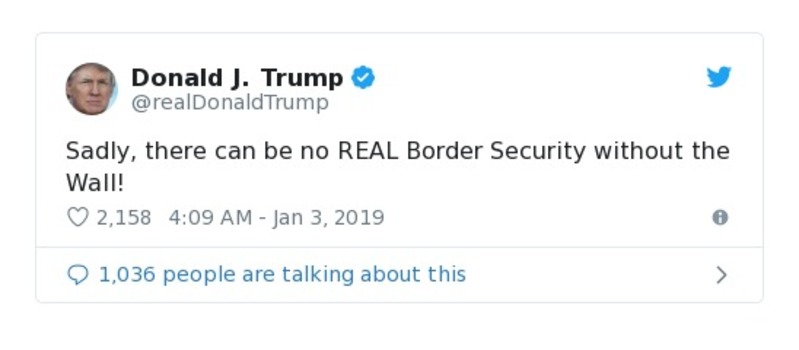 Donald J. Trump
@realDonaldTrump
Sadly, there can be no REAL Border Security without the
Wall!
2,158 4:09 AM - Jan 3, 2019
1,036 people are talking about this